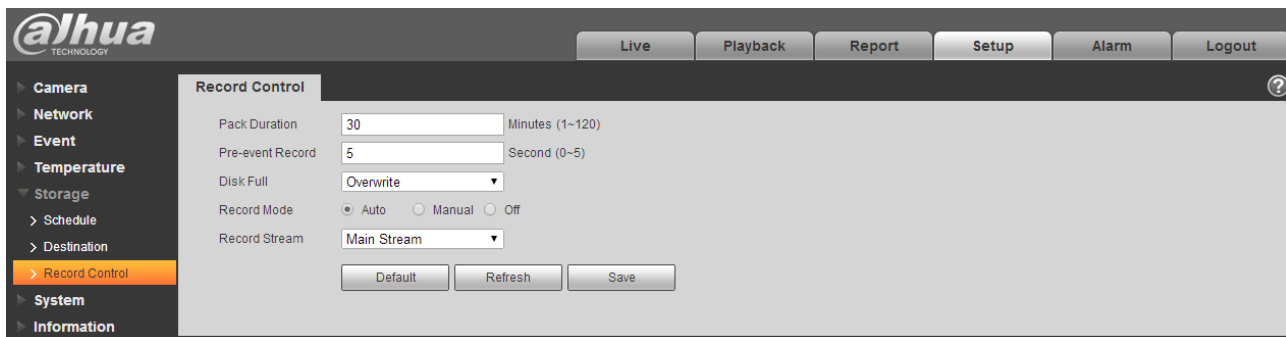 alhua
TECHNOLOGY
Live Playback Report Setup Alarm Logout
Camera
Network
Event
Temperature
Storage
> Schedule
> Destination
> Record Control
System
Information
Record Control
?
Pack Duration 30 Minutes (1~120)
Pre-event Record 5 Second (0~5)
Disk Full Overwrite
Record Mode Auto Manual Off
Record Stream Main Stream
Default Refresh Save